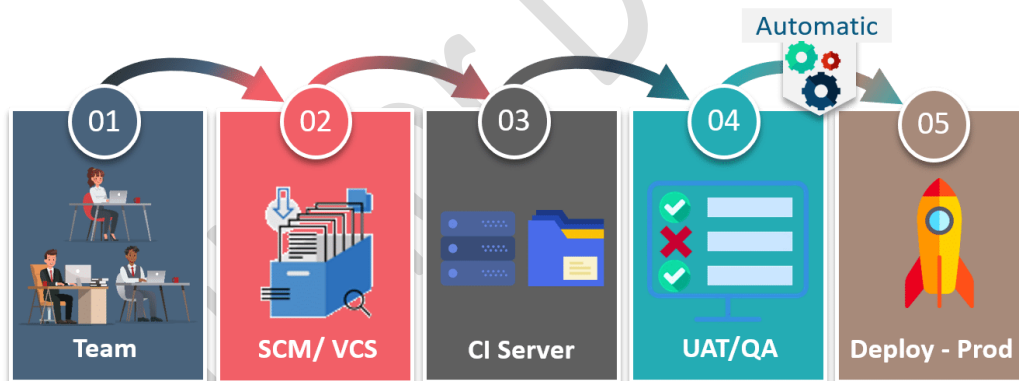 Automatic
01
02
03
04
05
Team
SCM/ VCS
CI Server
UAT/QA
Deploy - Prod